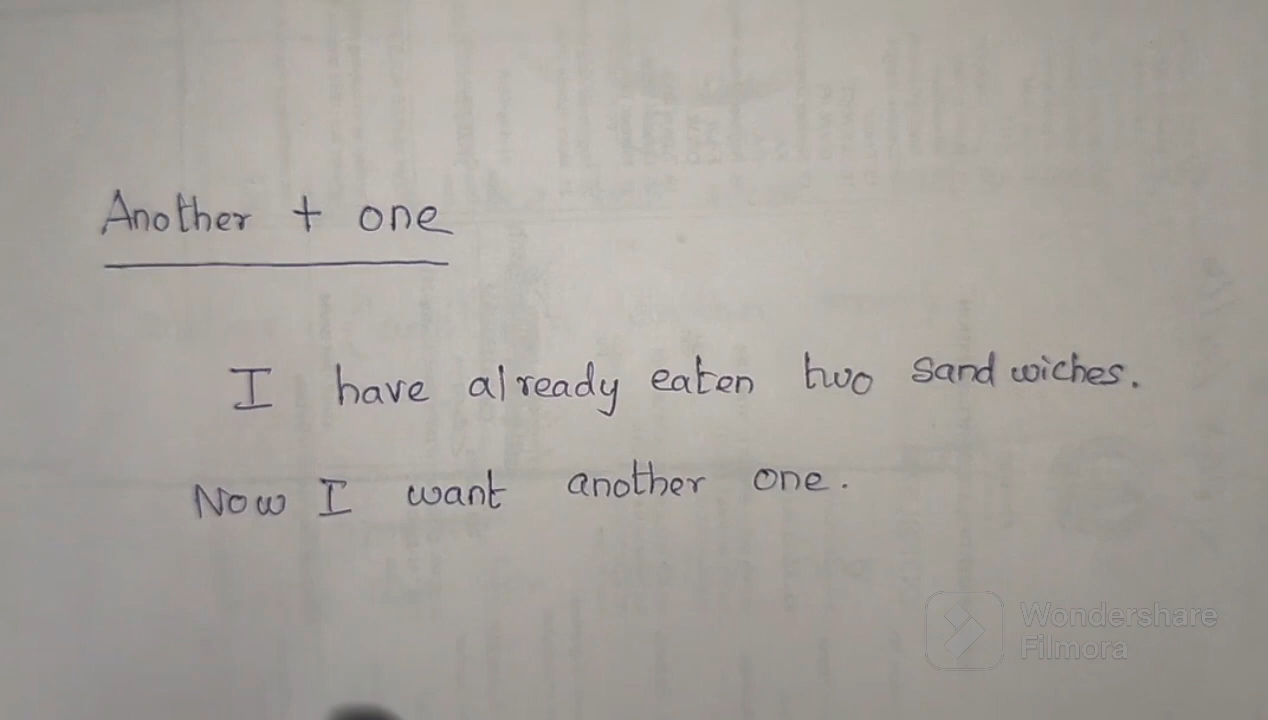 Another + one
I have already eaten two sandwiches.
Now I want another one.
Wondershare
Filmora